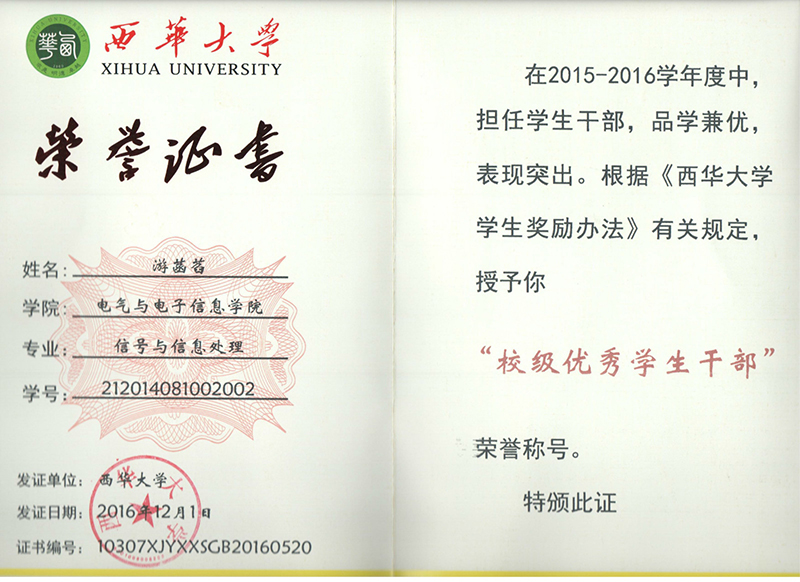 西華大學
XIHUA UNIVERSITY
荣誉证书
姓名：游菡苕
学院：电气与电子信息学院
专业：信号与信息处理
学号：212014081002002
发证单位：西华大学
发证日期：2016年12月1日
证书编号：10307XJYXXSGB20160520
在2015-2016学年度中，
担任学生干部，品学兼优，
表现突出。根据《西华大学
学生奖励办法》有关规定，
授予你
“校级优秀学生干部”
荣誉称号。
特颁此证